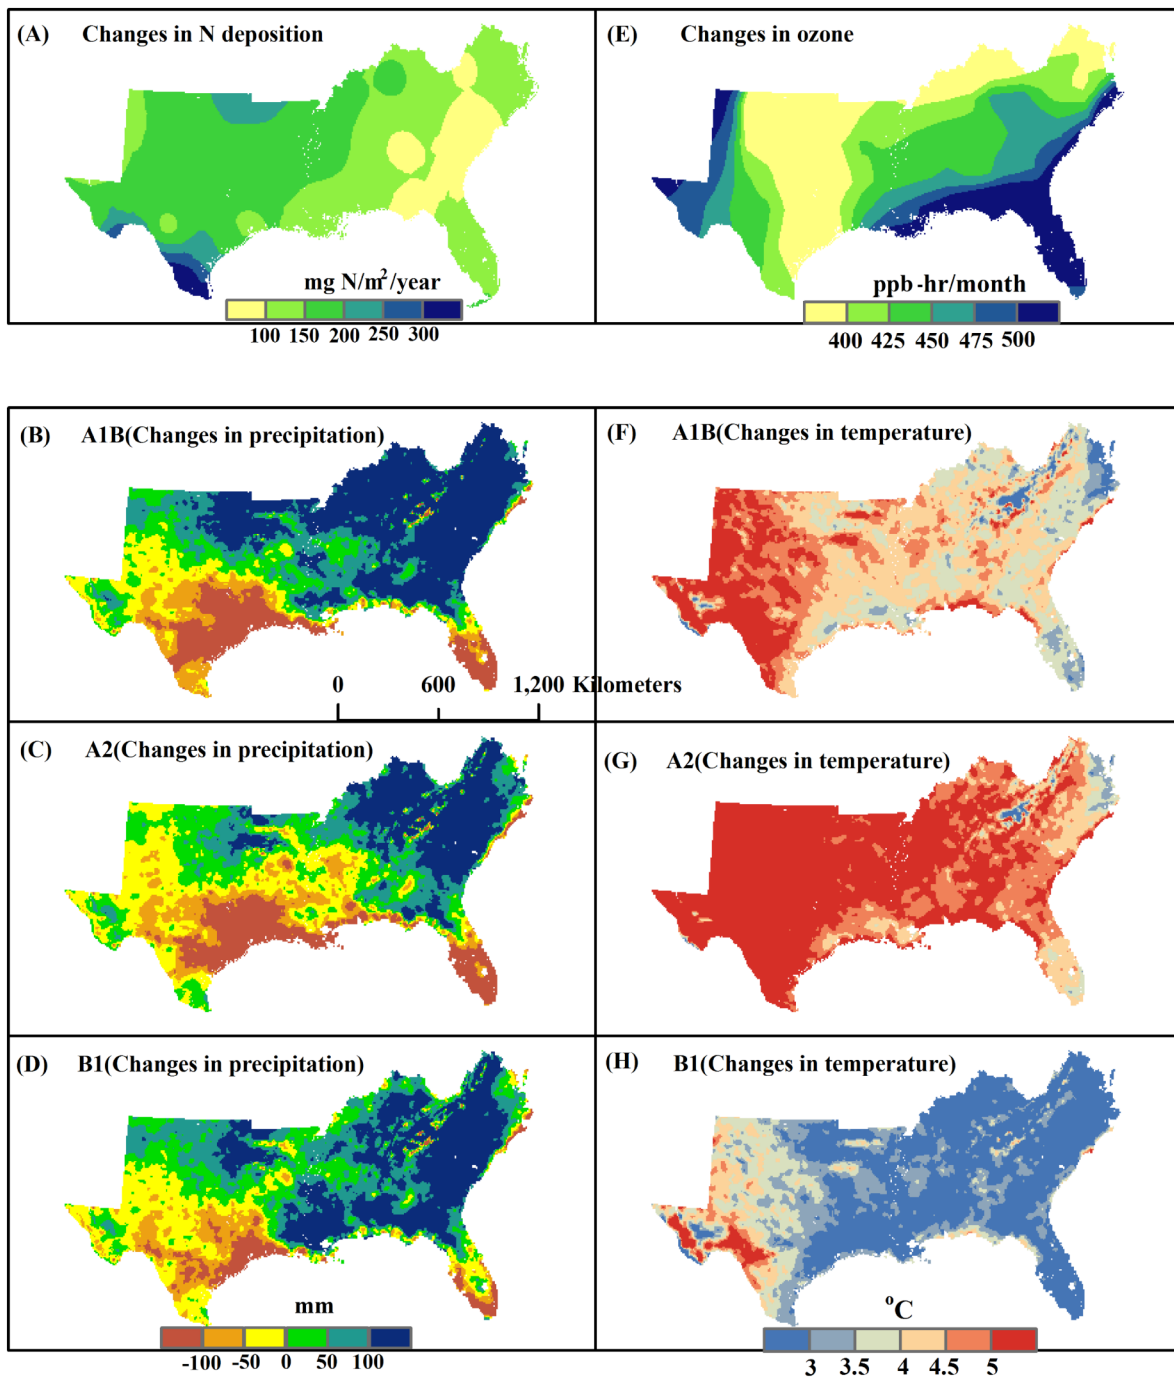 (A) Changes in N deposition
mg N/m²/year
100 150 200 250 300
(E) Changes in ozone
ppb-hr/month
400 425 450 475 500
(B) A1B(Changes in precipitation)
0 600 1,200 Kilometers
(F) A1B(Changes in temperature)
(C) A2(Changes in precipitation)
(G) A2(Changes in temperature)
(D) B1(Changes in precipitation)
mm
-100 -50 0 50 100
(H) B1(Changes in temperature)
°C
3 3.5 4 4.5 5